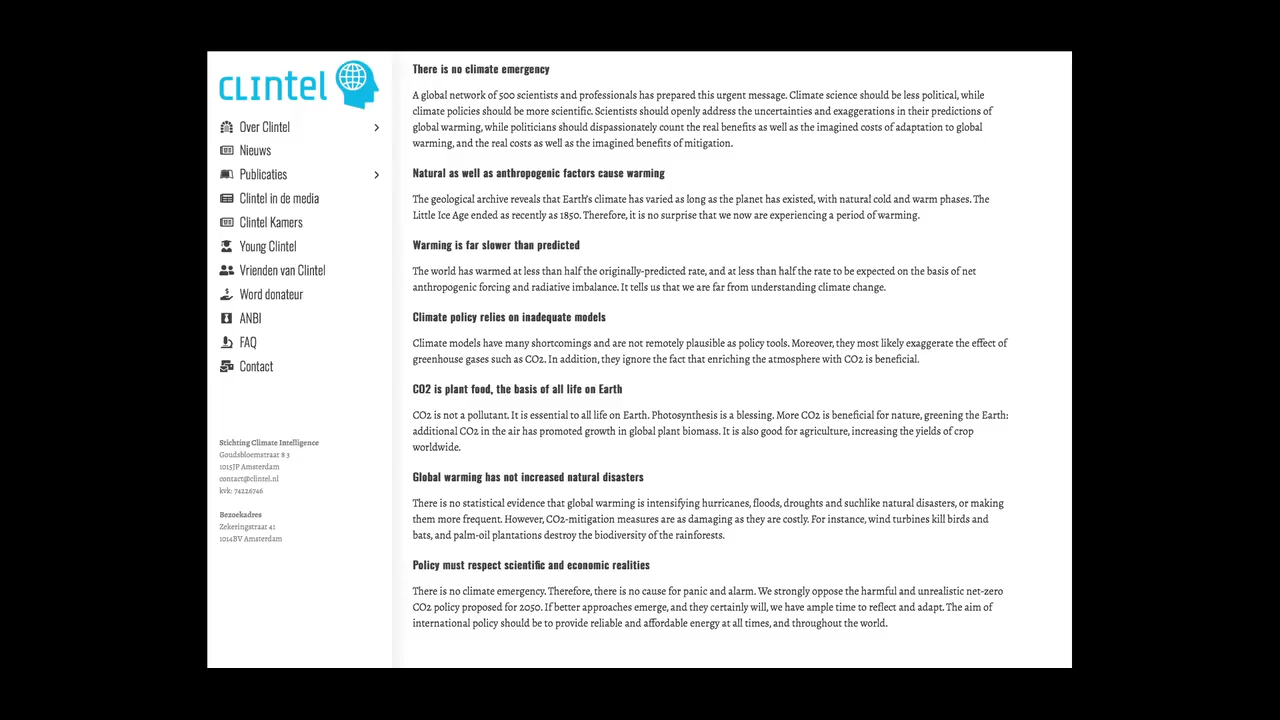 CLINTEL
Over Clintel
Nieuws
Publicaties
Clintel in de media
Clintel Kamers
Young Clintel
Vrienden van Clintel
Word donateur
ANBI
FAQ
Contact
Stichting Climate Intelligence
Goudsbloemstraat 8 3
1015JP Amsterdam
contact@clintel.nl
kvk: 74226746
Bezoekadres
Zekeringstraat 41
1014BV Amsterdam
There is no climate emergency
A global network of 500 scientists and professionals has prepared this urgent message. Climate science should be less political, while
climate policies should be more scientific. Scientists should openly address the uncertainties and exaggerations in their predictions of
global warming, while politicians should dispassionately count the real benefits as well as the imagined costs of adaptation to global
warming, and the real costs as well as the imagined benefits of mitigation.
Natural as well as anthropogenic factors cause warming
The geological archive reveals that Earth's climate has varied as long as the planet has existed, with natural cold and warm phases. The
Little Ice Age ended as recently as 1850. Therefore, it is no surprise that we now are experiencing a period of warming.
Warming is far slower than predicted
The world has warmed at less than half the originally-predicted rate, and at less than half the rate to be expected on the basis of net
anthropogenic forcing and radiative imbalance. It tells us that we are far from understanding climate change.
Climate policy relies on inadequate models
Climate models have many shortcomings and are not remotely plausible as policy tools. Moreover, they most likely exaggerate the effect of
greenhouse gases such as CO2. In addition, they ignore the fact that enriching the atmosphere with CO2 is beneficial.
CO2 is plant food, the basis of all life on Earth
CO2 is not a pollutant. It is essential to all life on Earth. Photosynthesis is a blessing. More CO2 is beneficial for nature, greening the Earth:
additional CO2 in the air has promoted growth in global plant biomass. It is also good for agriculture, increasing the yields of crop
worldwide.
Global warming has not increased natural disasters
There is no statistical evidence that global warming is intensifying hurricanes, floods, droughts and suchlike natural disasters, or making
them more frequent. However, CO2-mitigation measures are as damaging as they are costly. For instance, wind turbines kill birds and
bats, and palm-oil plantations destroy the biodiversity of the rainforests.
Policy must respect scientific and economic realities
There is no climate emergency. Therefore, there is no cause for panic and alarm. We strongly oppose the harmful and unrealistic net-zero
CO2 policy proposed for 2050. If better approaches emerge, and they certainly will, we have ample time to reflect and adapt. The aim of
international policy should be to provide reliable and affordable energy at all times, and throughout the world.